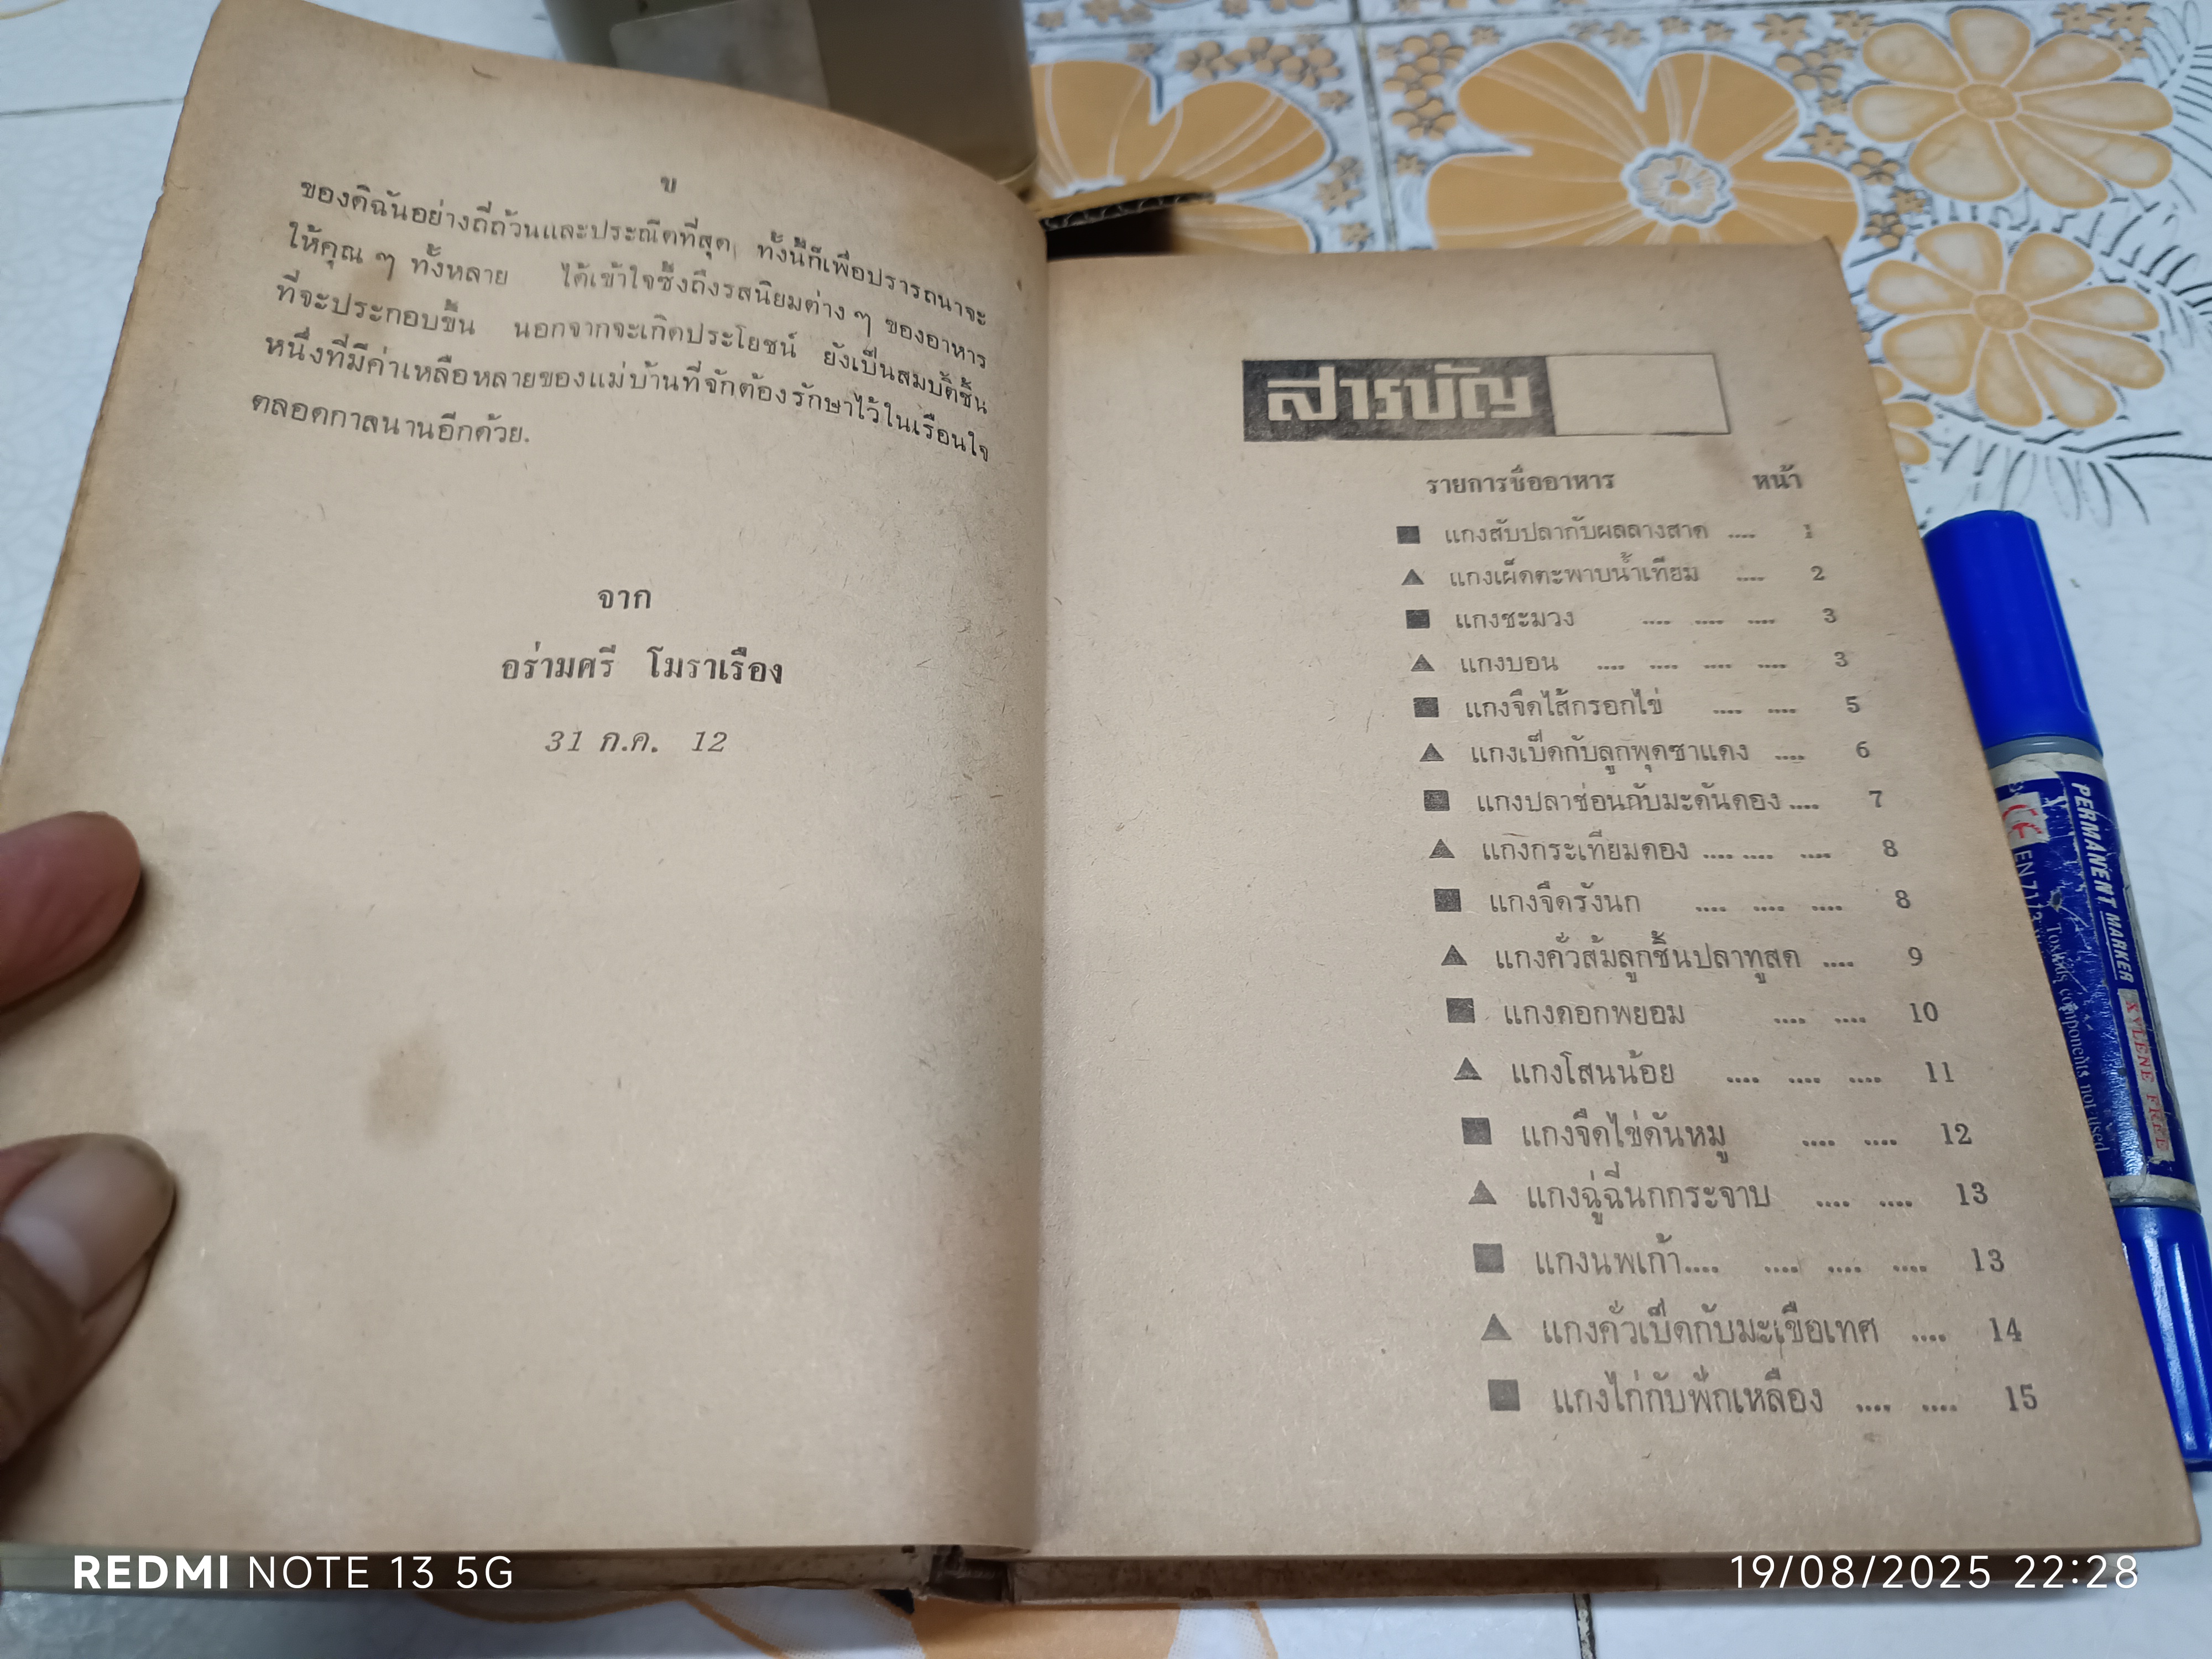 ข
ของดิฉันอย่างถี่ถ้วนและประณีตที่สุด ทั้งนี้ก็เพื่อปรารถนาจะ
ให้คุณ ๆ ทั้งหลาย ได้เข้าใจซึ้งถึงรสนิยมต่าง ๆ ของอาหาร
ที่จะประกอบขึ้น นอกจากจะเกิดประโยชน์ ยังเป็นสมบัติชิ้น
หนึ่งที่มีค่าเหลือหลายของแม่บ้านที่จักต้องรักษาไว้ในเรือนใจ
ตลอดกาลนานอีกด้วย.
จาก
อร่ามศรี โมราเรือง
31 ก.ค. 12
สารบัญ
รายการชื่ออาหาร หน้า
■ แกงสับปลากับผลลางสาด .... 1
▲ แกงเผ็ดตะพาบน้ำเทียม .... 2
■ แกงชะมวง .... .... .... 3
▲ แกงบอน .... .... .... .... 3
■ แกงจืดไส้กรอกไข่ .... .... 5
▲ แกงเป็ดกับลูกพุดซาแดง .... 6
■ แกงปลาช่อนกับมะดันดอง .... 7
▲ แกงกระเทียมดอง .... .... .... 8
■ แกงจืดรังนก .... .... .... 8
▲ แกงคั่วส้มลูกชิ้นปลาทูสด .... 9
■ แกงดอกพยอม .... .... 10
▲ แกงโสนน้อย .... .... .... 11
■ แกงจืดไข่ดันหมู .... .... 12
▲ แกงฉู่ฉี่นกกระจาบ .... .... 13
■ แกงนพเก้า.... .... .... .... 13
▲ แกงคั่วเป็ดกับมะเขือเทศ .... 14
■ แกงไก่กับฟักเหลือง .... .... 15
PERMANENT MARKER XYLENE FREE
EN 71
components not used
REDMI NOTE 13 5G
19/08/2025 22:28